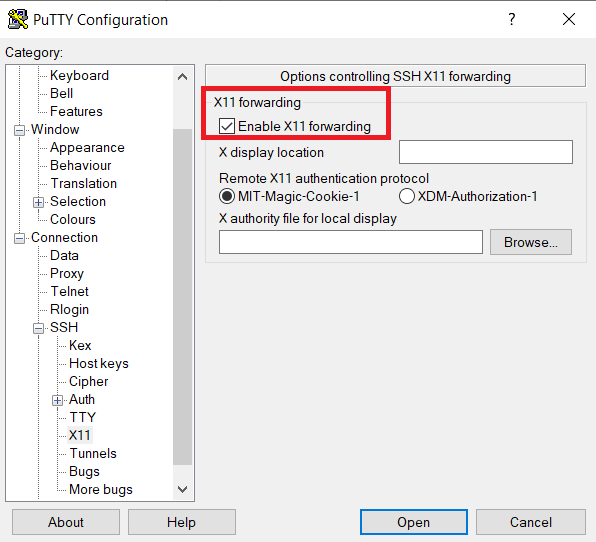 PuTTY Configuration
Category:
Keyboard
Bell
Features
Window
Appearance
Behaviour
Translation
Selection
Colours
Connection
Data
Proxy
Telnet
Rlogin
SSH
Kex
Host keys
Cipher
Auth
TTY
X11
Tunnels
Bugs
More bugs
Options controlling SSH X11 forwarding
X11 forwarding
Enable X11 forwarding
X display location
Remote X11 authentication protocol
MIT-Magic-Cookie-1 XDM-Authorization-1
X authority file for local display
Browse...
About Help Open Cancel